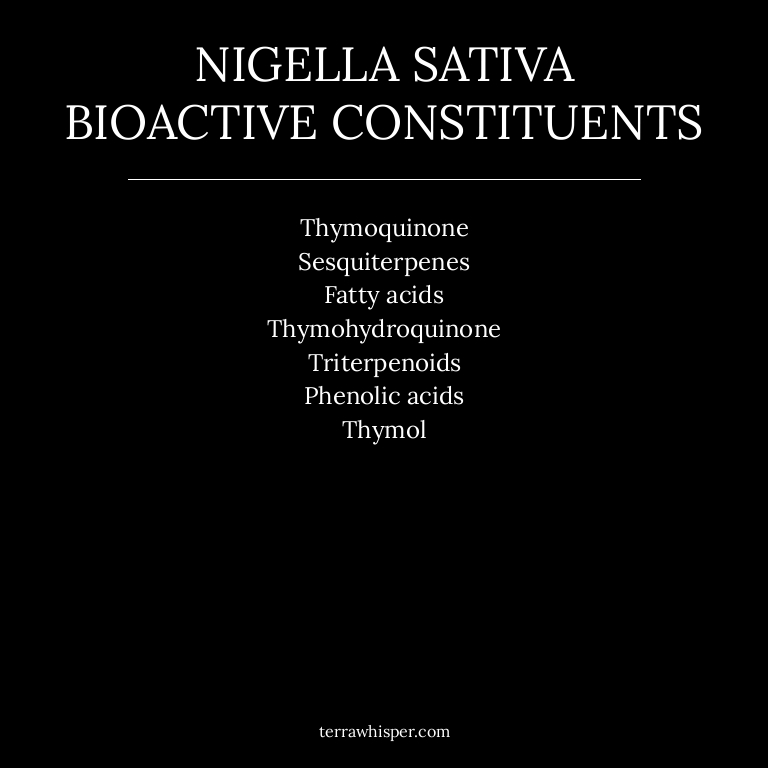 NIGELLA SATIVA
BIOACTIVE CONSTITUENTS
Thymoquinone
Sesquiterpenes
Fatty acids
Thymohydroquinone
Triterpenoids
Phenolic acids
Thymol
terrawhisper.com